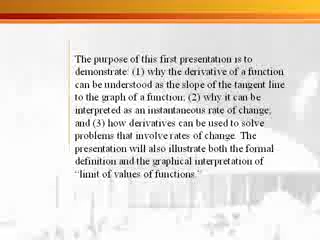 The purpose of this first presentation is to
demonstrate: (1) why the derivative of a function
can be understood as the slope of the tangent line
to the graph of a function; (2) why it can be
interpreted as an instantaneous rate of change;
and (3) how derivatives can be used to solve
problems that involve rates of change. The
presentation will also illustrate both the formal
definition and the graphical interpretation of
“limit of values of functions.”